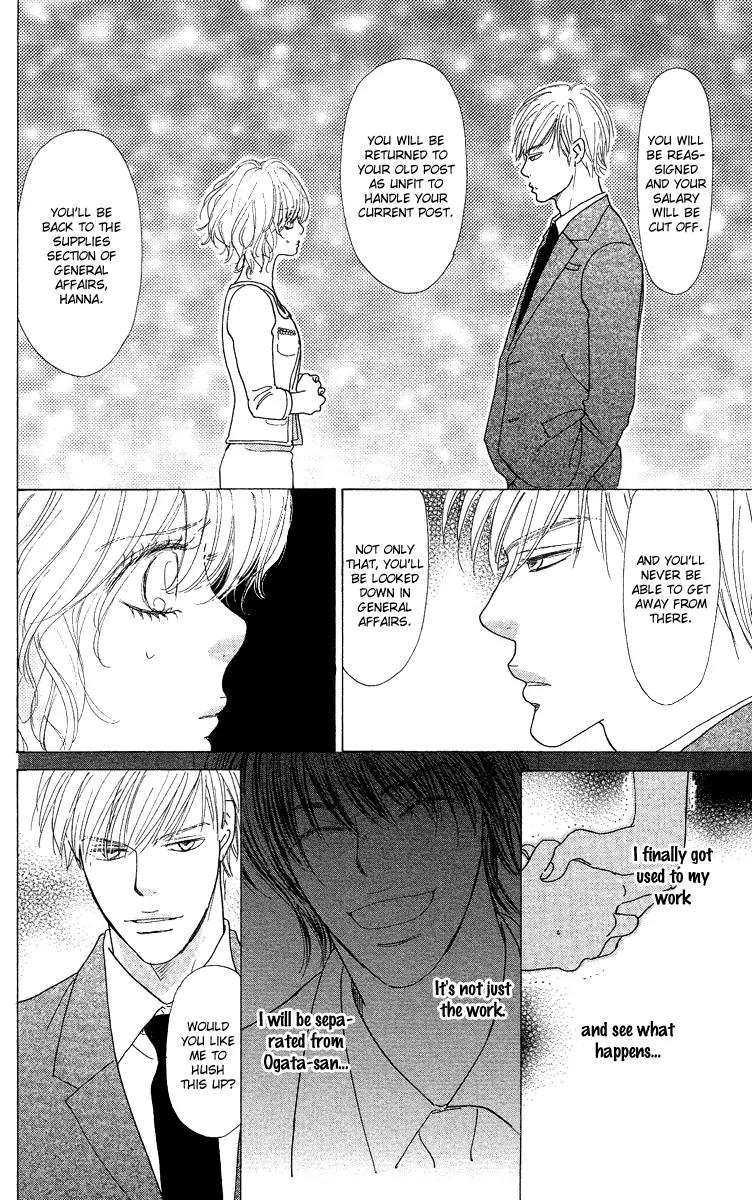 YOU WILL
BE REAS-
SIGNED
AND YOUR
SALARY
WILL BE
CUT OFF.
YOU WILL BE
RETURNED TO
YOUR OLD POST
AS UNFIT TO
HANDLE YOUR
CURRENT POST.
YOU'LL BE
BACK TO THE
SUPPLIES
SECTION OF
GENERAL
AFFAIRS,
HANNA.
AND YOU'LL
NEVER BE
ABLE TO GET
AWAY FROM
THERE.
NOT ONLY
THAT, YOU'LL
BE LOOKED
DOWN IN
GENERAL
AFFAIRS.
I finally got
used to my
work
and see what
happens...
It's not just
the work.
I will be sepa-
rated from
Ogata-san...
WOULD
YOU LIKE
ME TO
HUSH
THIS UP?